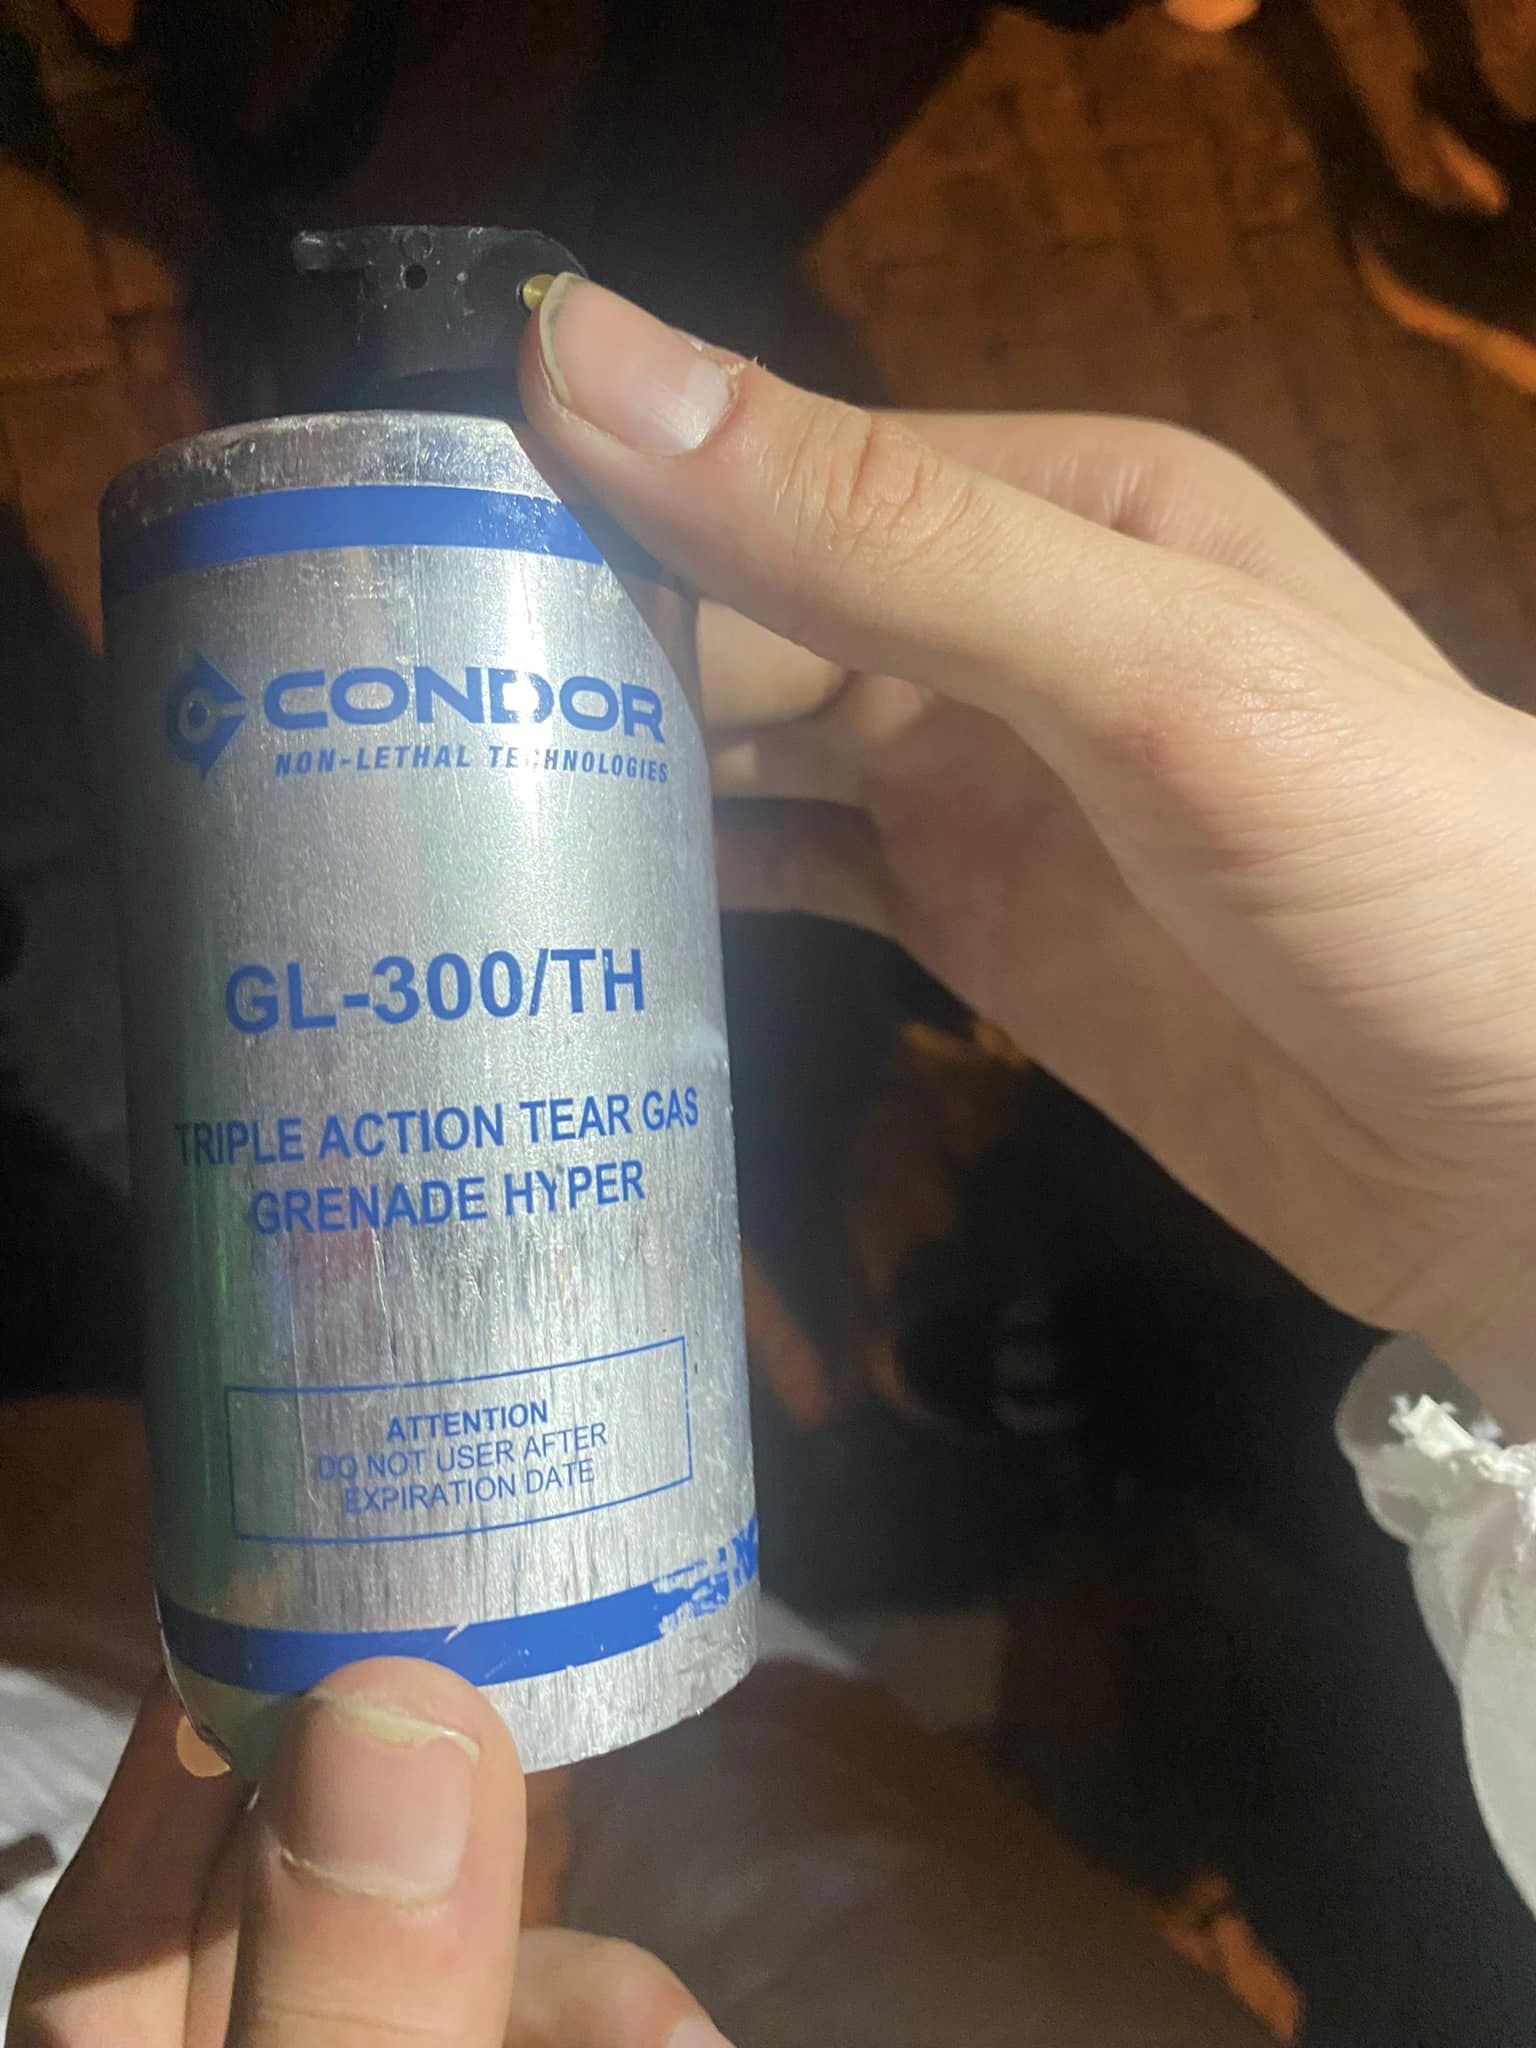 CONDOR
NON-LETHAL TECHNOLOGIES
GL-300/TH
TRIPLE ACTION TEAR GAS
GRENADE HYPER
ATTENTION
DO NOT USER AFTER
EXPIRATION DATE